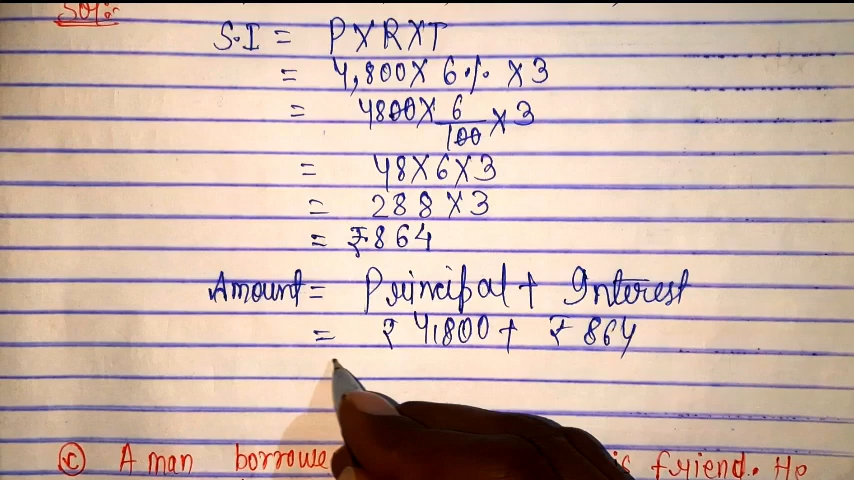 Sol:-
S.I = P×R×T
= 4,800× 6% ×3
= 4800× 6/100 ×3
= 48×6×3
= 288×3
= ₹864
Amount = Principal + Interest
= ₹ 4,800 + ₹ 864
(c) A man borrowe friend. He